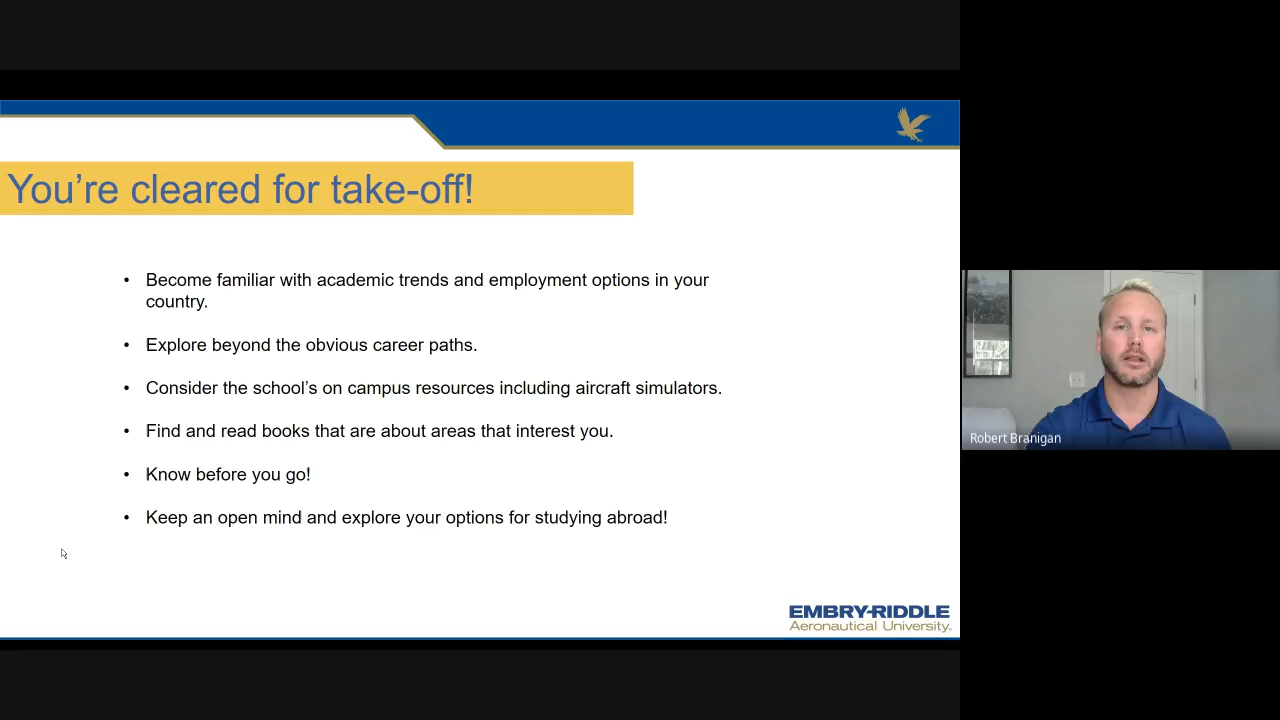 You’re cleared for take-off!
• Become familiar with academic trends and employment options in your
country.
• Explore beyond the obvious career paths.
• Consider the school’s on campus resources including aircraft simulators.
• Find and read books that are about areas that interest you.
• Know before you go!
• Keep an open mind and explore your options for studying abroad!
EMBRY-RIDDLE
Aeronautical University.
Robert Branigan